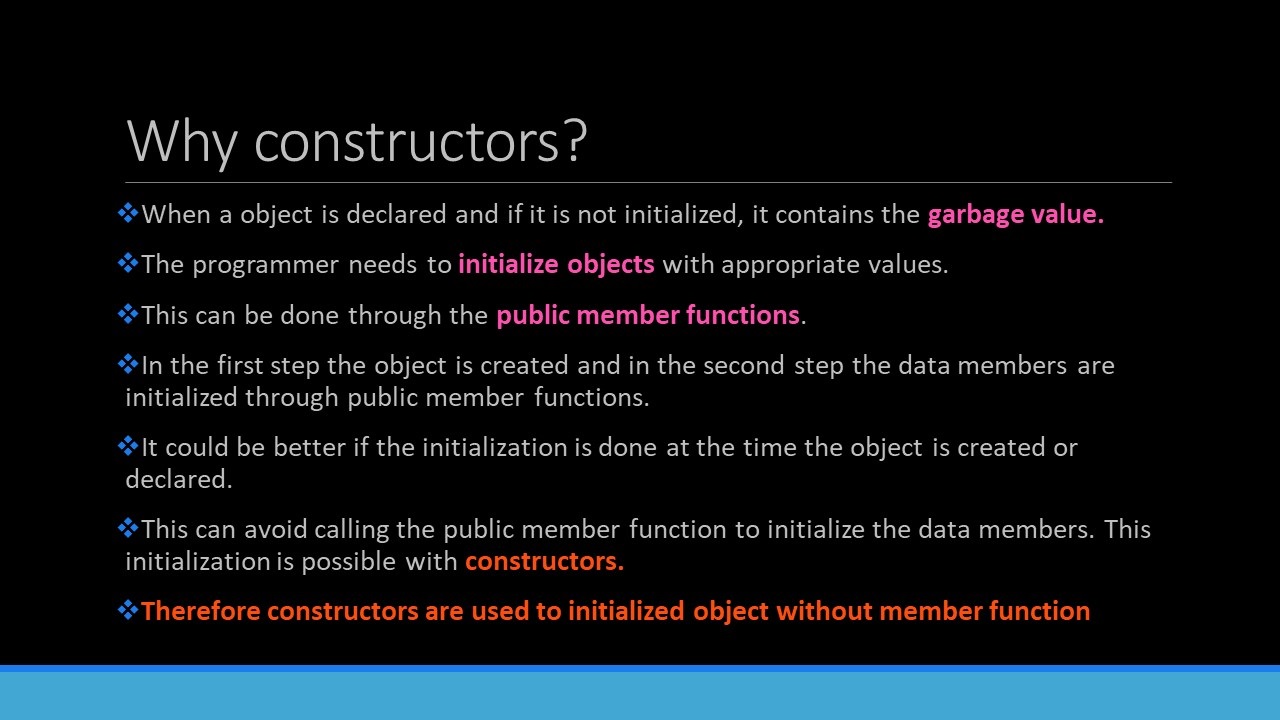 Why constructors?
❖When a object is declared and if it is not initialized, it contains the garbage value.
❖The programmer needs to initialize objects with appropriate values.
❖This can be done through the public member functions.
❖In the first step the object is created and in the second step the data members are
initialized through public member functions.
❖It could be better if the initialization is done at the time the object is created or
declared.
❖This can avoid calling the public member function to initialize the data members. This
initialization is possible with constructors.
❖Therefore constructors are used to initialized object without member function